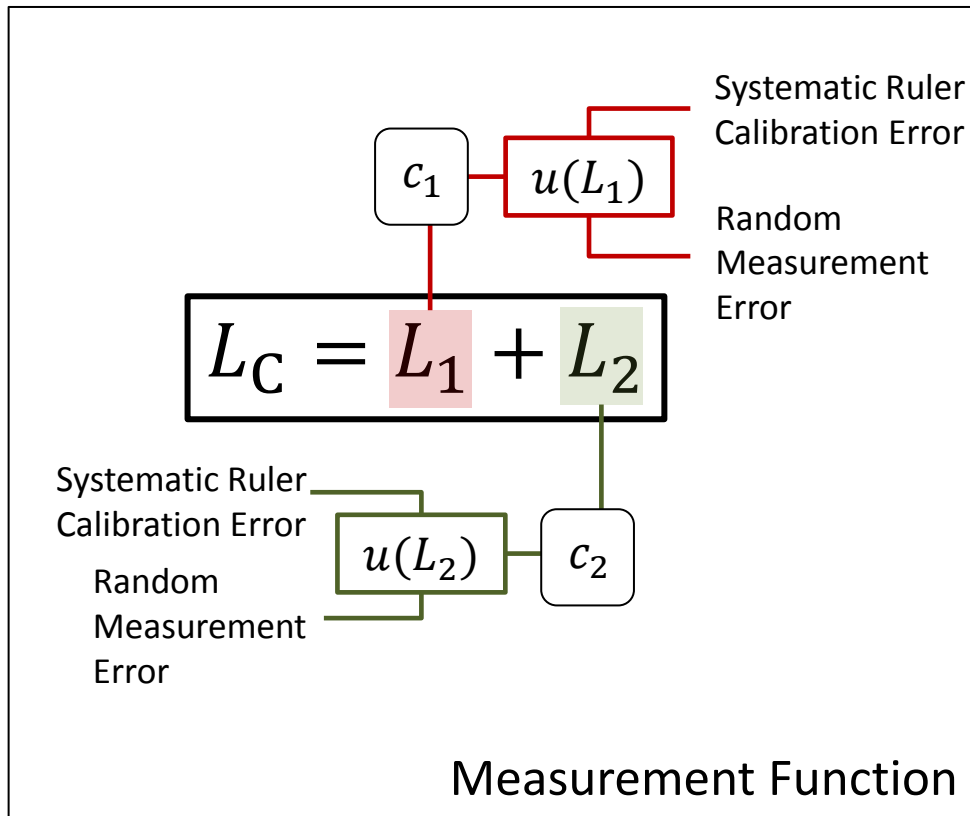 Systematic Ruler
Calibration Error
c₁
u(L₁)
Random
Measurement
Error
L_C = L₁ + L₂
Systematic Ruler
Calibration Error
u(L₂)
c₂
Random
Measurement
Error
Measurement Function